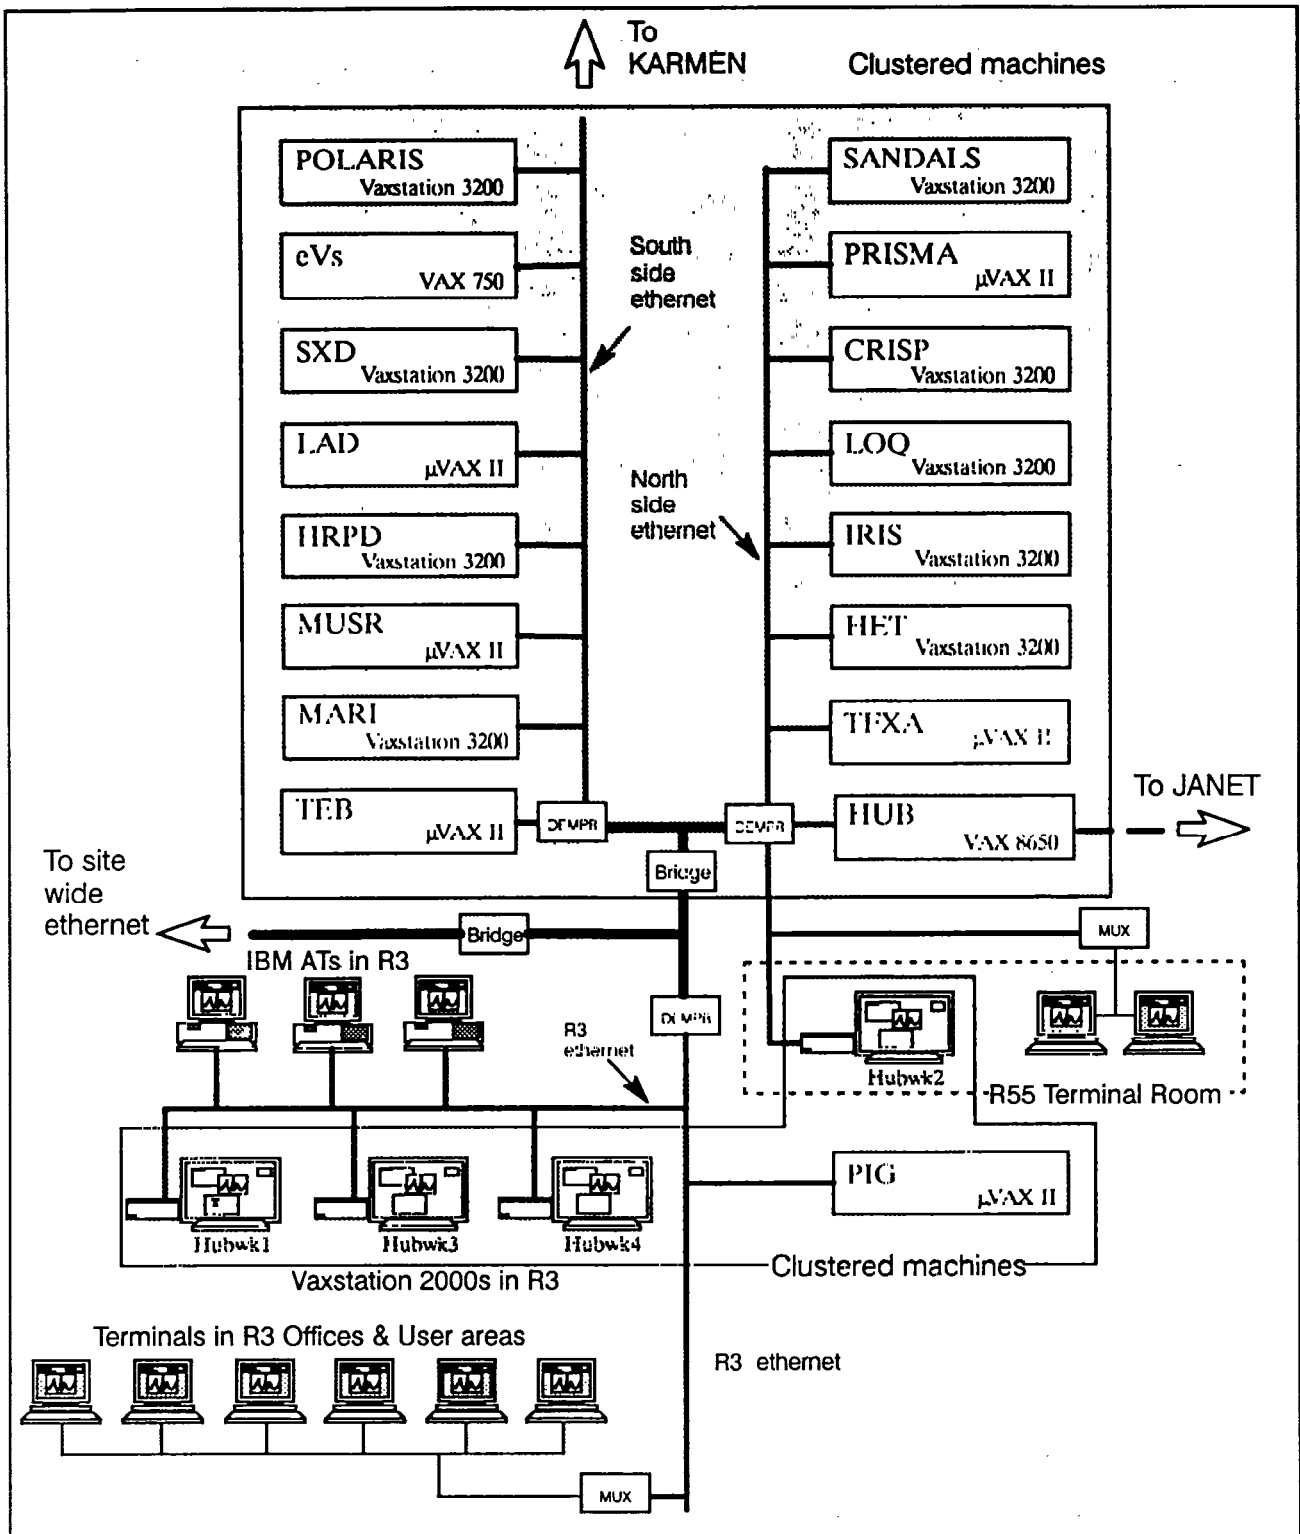 To
KARMEN
Clustered machines
POLARIS
Vaxstation 3200
eVs
VAX 750
SXD
Vaxstation 3200
LAD
μVAX II
HRPD
Vaxstation 3200
MUSR
μVAX II
MARI
Vaxstation 3200
TEB
μVAX II
South
side
ethernet
North
side
ethernet
SANDALS
Vaxstation 3200
PRISMA
μVAX II
CRISP
Vaxstation 3200
LOQ
Vaxstation 3200
IRIS
Vaxstation 3200
HET
Vaxstation 3200
TFXA
μVAX II
HUB
VAX 8650
DEMPR
DEMPR
Bridge
To JANET
To site
wide
ethernet
Bridge
MUX
IBM ATs in R3
DEMPR
R3
ethernet
Hubwk2
R55 Terminal Room
PIG
μVAX II
Hubwk1
Hubwk3
Hubwk4
Clustered machines
Vaxstation 2000s in R3
Terminals in R3 Offices & User areas
R3 ethernet
MUX